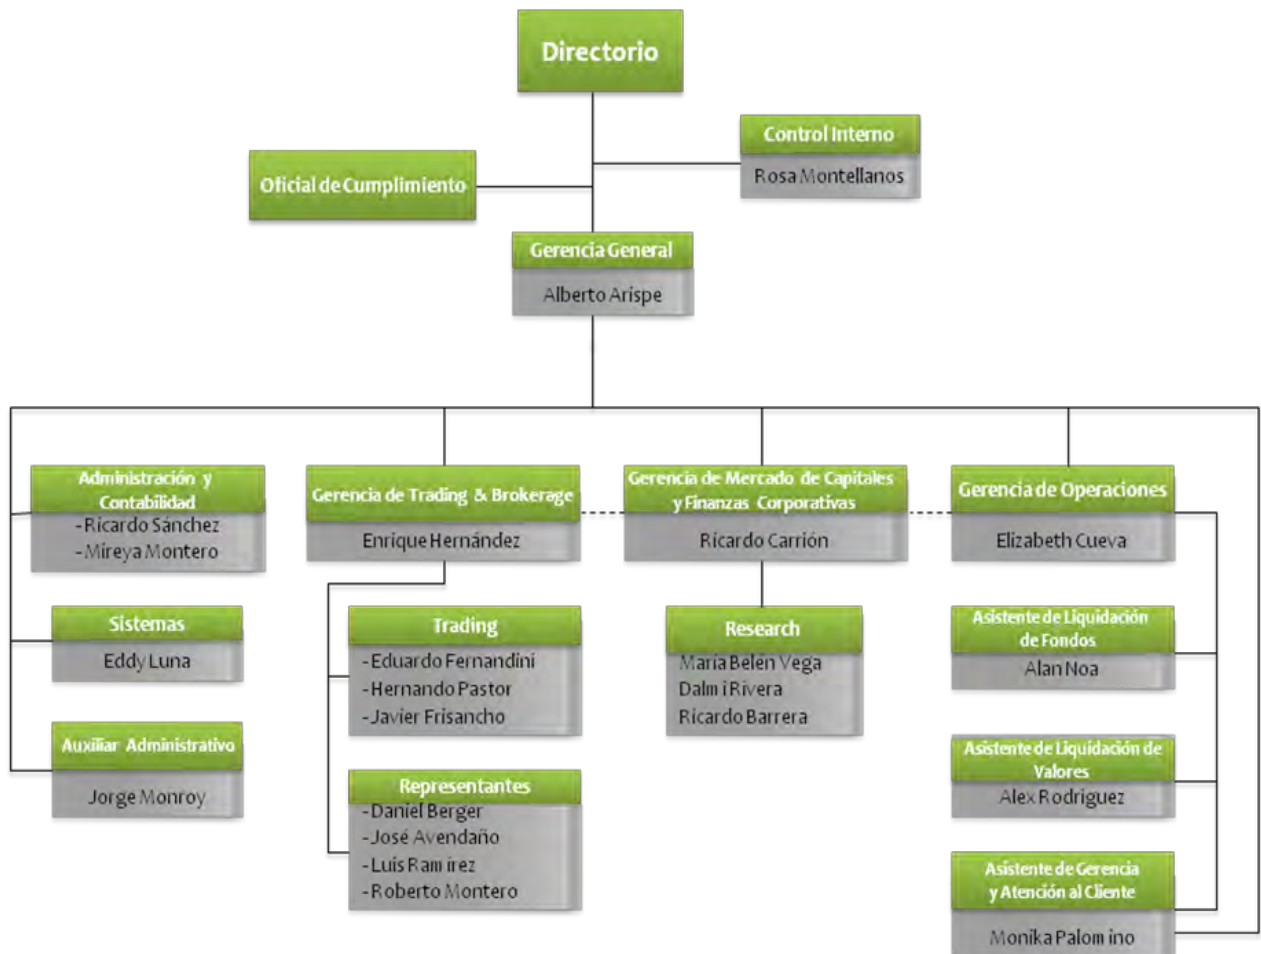 Directorio
Control Interno
Rosa Montellanos
Oficial de Cumplimiento
Gerencia General
Alberto Arispe
Administración y
Contabilidad
- Ricardo Sánchez
- Mireya Montero
Gerencia de Trading & Brokerage
Enrique Hernández
Gerencia de Mercado de Capitales
y Finanzas Corporativas
Ricardo Carrión
Gerencia de Operaciones
Elizabeth Cueva
Sistemas
Eddy Luna
Trading
- Eduardo Fernandini
- Hernando Pastor
- Javier Frisancho
Research
María Belén Vega
Dalmi Rivera
Ricardo Barrera
Asistente de Liquidación
de Fondos
Alan Noa
Auxiliar Administrativo
Jorge Monroy
Representantes
- Daniel Berger
- José Avendaño
- Luis Ramírez
- Roberto Montero
Asistente de Liquidación de
Valores
Alex Rodriguez
Asistente de Gerencia
y Atención al Cliente
Monika Palomino